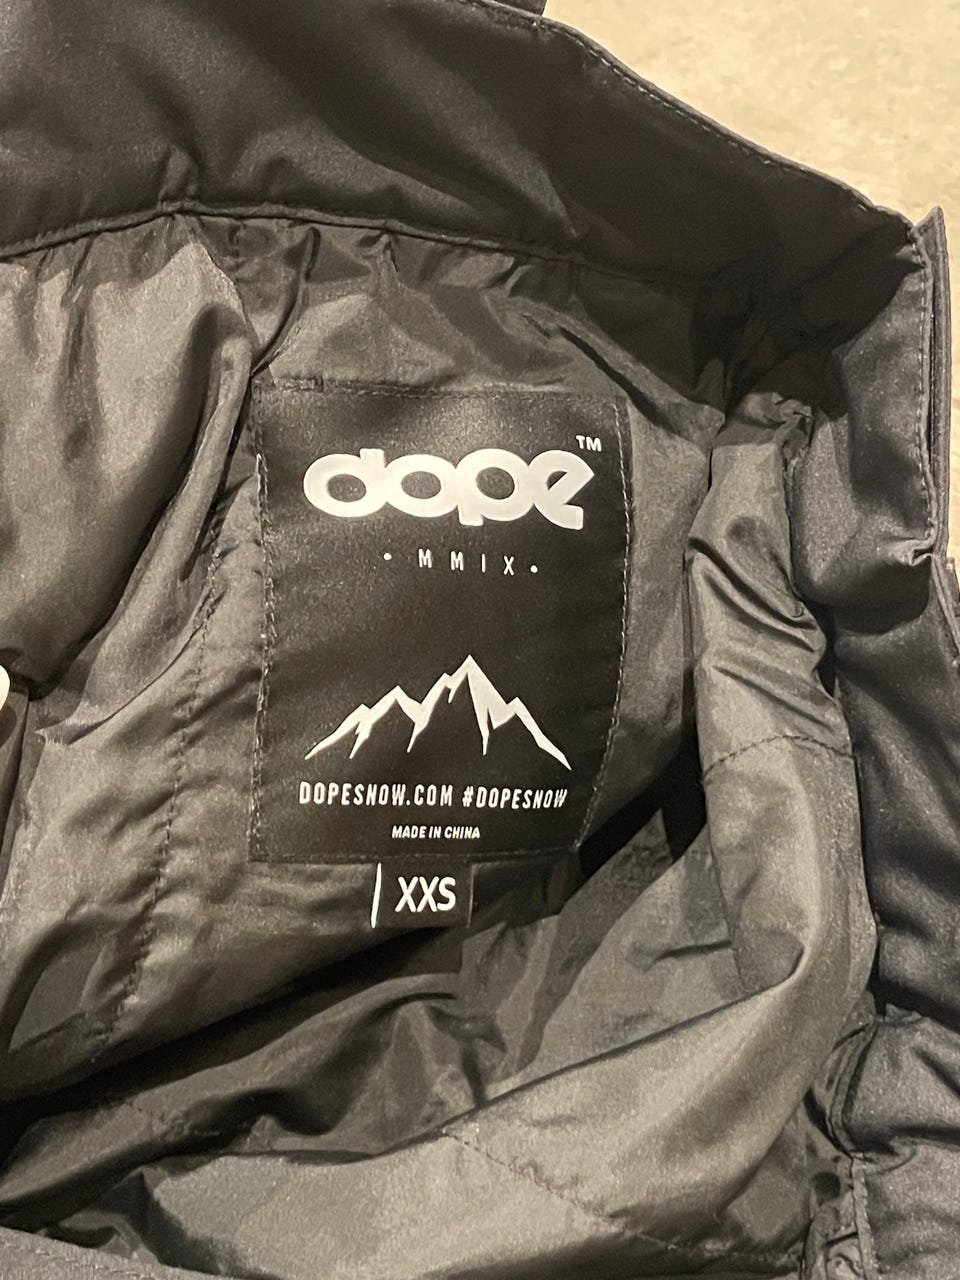 dope™
• MMIX •
DOPESNOW.COM #DOPESNOW
MADE IN CHINA
XXS